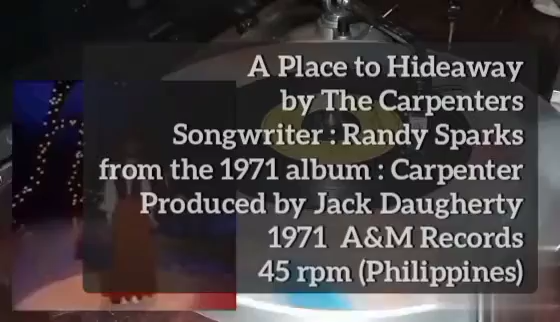 A Place to Hideaway
by The Carpenters
Songwriter : Randy Sparks
from the 1971 album : Carpenter
Produced by Jack Daugherty
1971 A&M Records
45 rpm (Philippines)